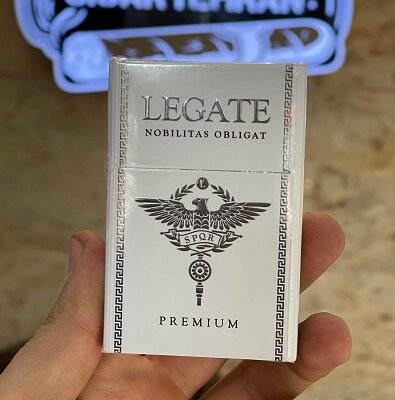 LEGATE
NOBILITAS OBLIGAT
L
SPQR
PREMIUM